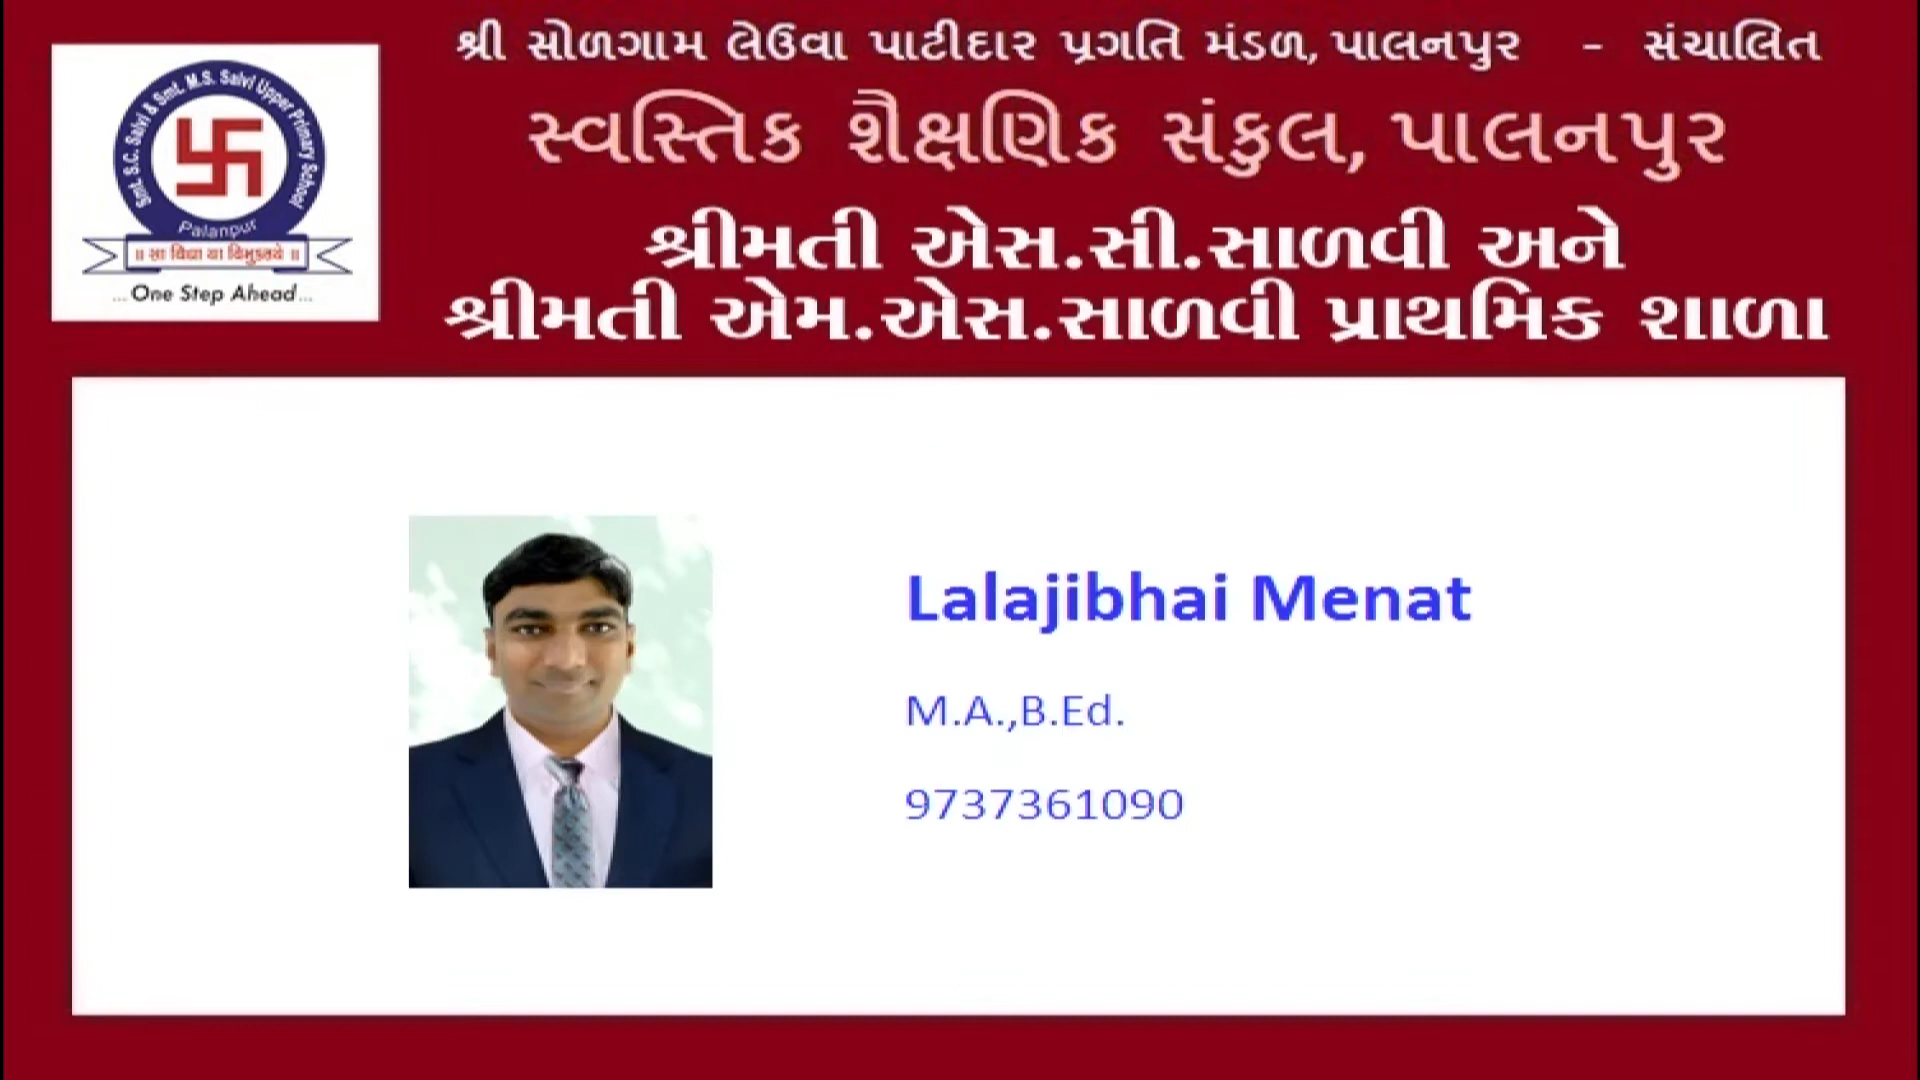 શ્રી સોળગામ લેઉવા પાટીદાર પ્રગતિ મંડળ, પાલનપુર - સંચાલિત
સ્વસ્તિક શૈક્ષણિક સંકુલ, પાલનપુર
શ્રીમતી એસ.સી.સાળવી અને
શ્રીમતી એમ.એસ.સાળવી પ્રાથમિક શાળા
Smt. S.C. Salvi & Smt. M.S. Salvi Upper Primary School
Palanpur
॥ સા વિદ્યા યા વિમુક્તયે ॥
...One Step Ahead...
Lalajibhai Menat
M.A.,B.Ed.
9737361090